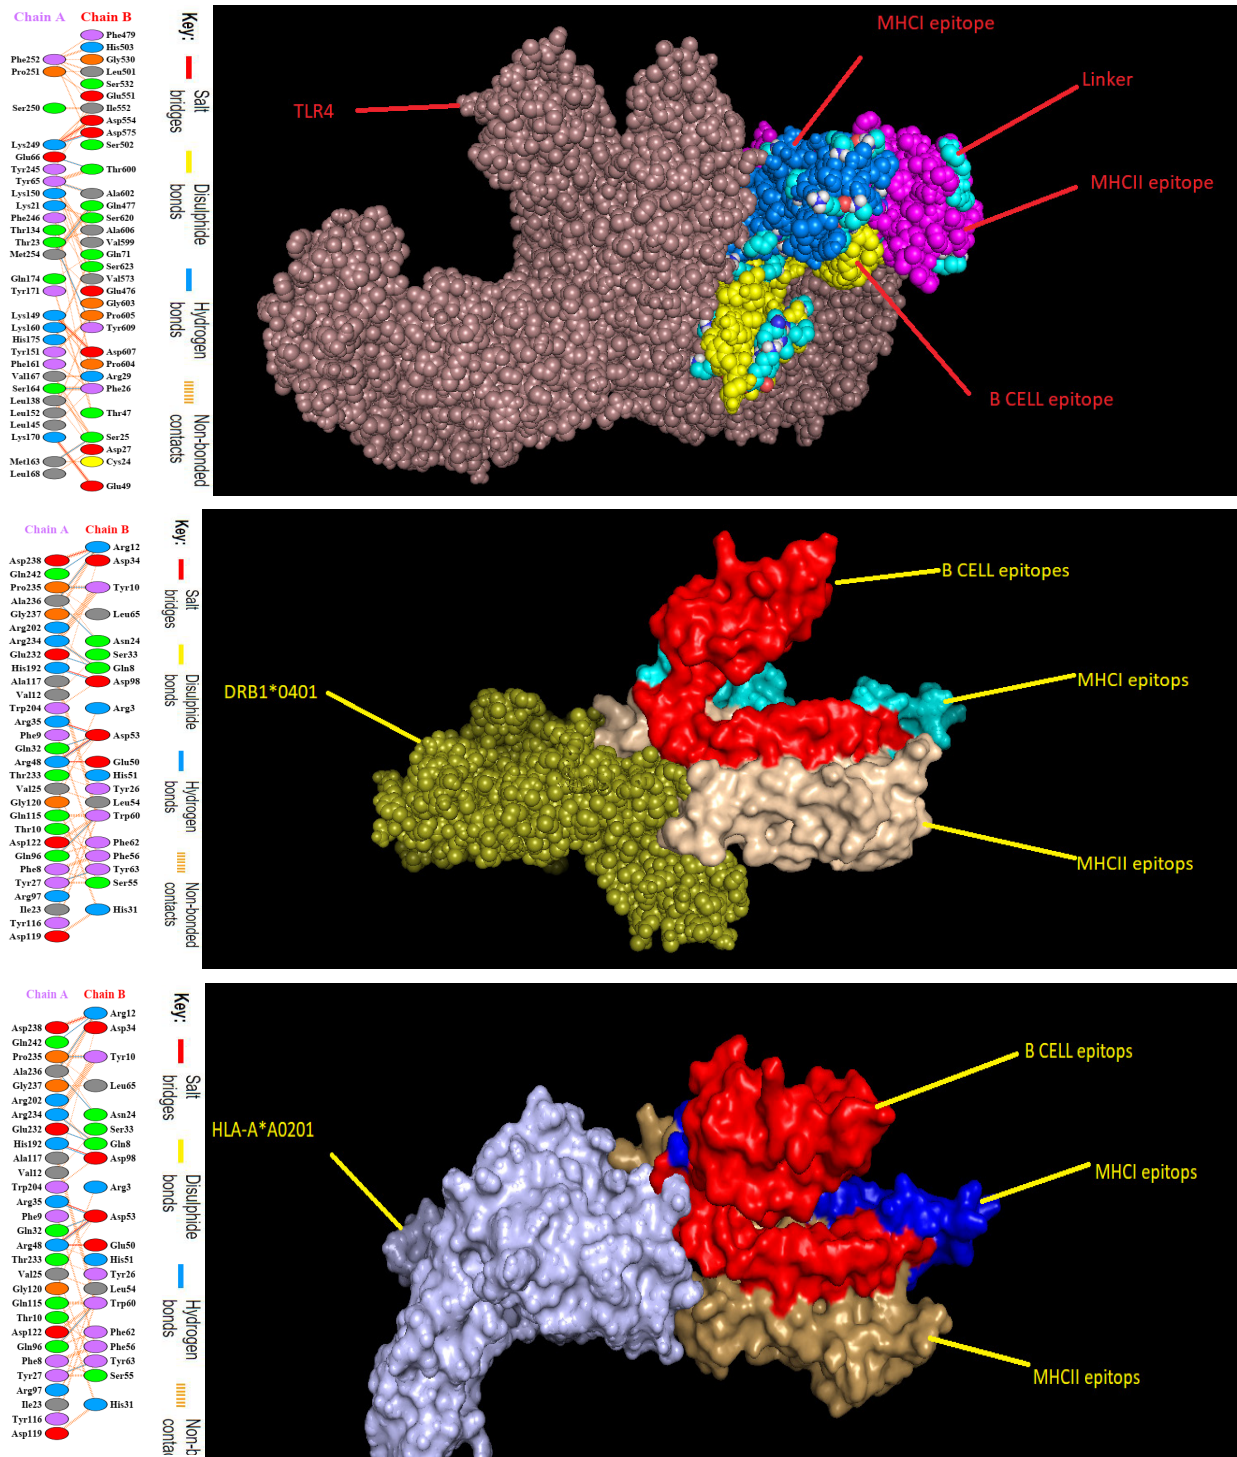 Chain A Chain B
Phe479
His503
Phe252 Gly530
Pro251 Leu501
Ser532
Glu551
Ser250 Ile552
Asp554
Asp575
Lys249 Ser502
Glu66
Tyr245 Thr600
Tyr65
Lys150 Ala602
Lys21 Gln477
Phe246 Ser620
Thr134 Ala606
Thr23 Val599
Met254 Gln71
Ser623
Gln174 Val573
Tyr171 Glu476
Gly603
Lys149 Pro605
Lys160 Tyr609
His175
Tyr151 Asp607
Phe161 Pro604
Val167 Arg29
Ser164 Phe26
Leu138
Leu152 Thr47
Leu145
Lys170 Ser25
Asp27
Met163 Cys24
Leu168
Glu49
Key:
Salt
bridges
Disulphide
bonds
Hydrogen
bonds
Non-bonded
contacts
MHCI epitope
Linker
TLR4
MHCII epitope
B CELL epitope
Chain A Chain B
Arg12
Asp238 Asp34
Gln242
Pro235 Tyr10
Ala236
Gly237 Leu65
Arg202
Arg234 Asn24
Glu232 Ser33
His192 Gln8
Ala117 Asp98
Val12
Trp204 Arg3
Arg35
Phe9 Asp53
Gln32
Arg48 Glu50
Thr233 His51
Val25 Tyr26
Gly120 Leu54
Gln115 Trp60
Thr10
Asp122 Phe62
Gln96 Phe56
Phe8 Tyr63
Tyr27 Ser55
Arg97
Ile23 His31
Tyr116
Asp119
Key:
Salt
bridges
Disulphide
bonds
Hydrogen
bonds
Non-bonded
contacts
B CELL epitopes
DRB1*0401
MHCI epitops
MHCII epitops
Chain A Chain B
Arg12
Asp238 Asp34
Gln242
Pro235 Tyr10
Ala236
Gly237 Leu65
Arg202
Arg234 Asn24
Glu232 Ser33
His192 Gln8
Ala117 Asp98
Val12
Trp204 Arg3
Arg35
Phe9 Asp53
Gln32
Arg48 Glu50
Thr233 His51
Val25 Tyr26
Gly120 Leu54
Gln115 Trp60
Thr10
Asp122 Phe62
Gln96 Phe56
Phe8 Tyr63
Tyr27 Ser55
Arg97
Ile23 His31
Tyr116
Asp119
Key:
Salt
bridges
Disulphide
bonds
Hydrogen
bonds
Non-b
conta
B CELL epitops
HLA-A*A0201
MHCI epitops
MHCII epitops